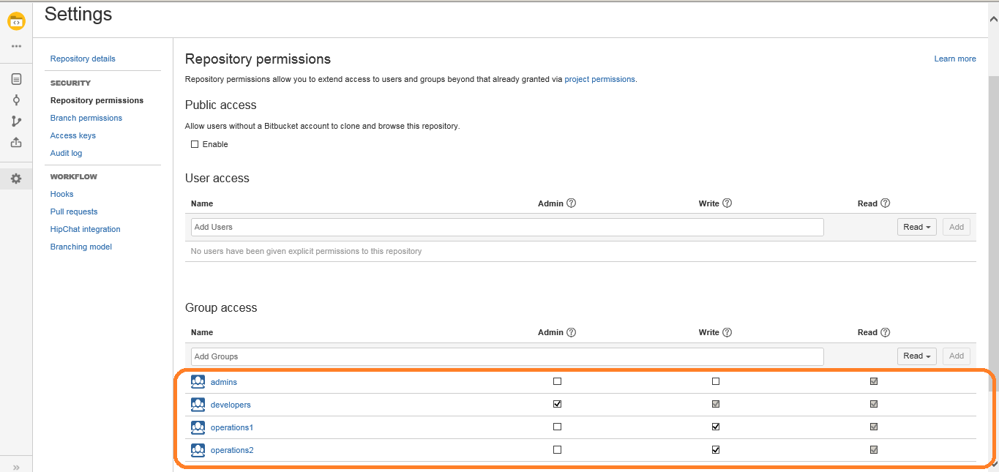 Settings
Repository details
SECURITY
Repository permissions
Branch permissions
Access keys
Audit log
WORKFLOW
Hooks
Pull requests
HipChat integration
Branching model
Repository permissions
Learn more
Repository permissions allow you to extend access to users and groups beyond that already granted via project permissions.
Public access
Allow users without a Bitbucket account to clone and browse this repository.
Enable
User access
Name Admin ? Write ? Read ?
Add Users Read Add
No users have been given explicit permissions to this repository
Group access
Name Admin ? Write ? Read ?
Add Groups Read Add
admins
developers
operations1
operations2